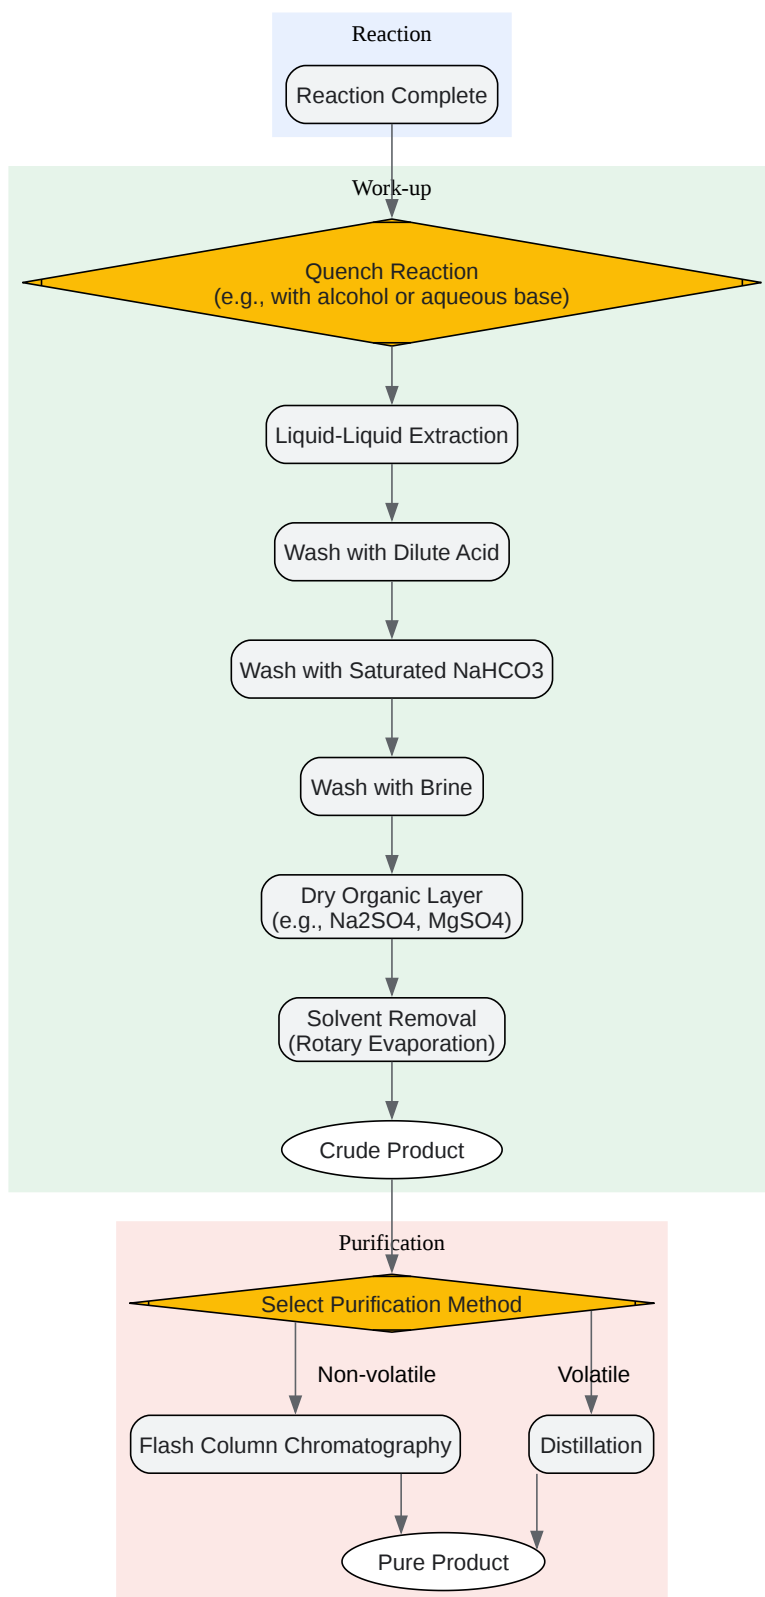 Reaction
Reaction Complete
Work-up
Quench Reaction
(e.g., with alcohol or aqueous base)
Liquid-Liquid Extraction
Wash with Dilute Acid
Wash with Saturated NaHCO3
Wash with Brine
Dry Organic Layer
(e.g., Na2SO4, MgSO4)
Solvent Removal
(Rotary Evaporation)
Crude Product
Purification
Select Purification Method
Non-volatile
Volatile
Flash Column Chromatography
Distillation
Pure Product